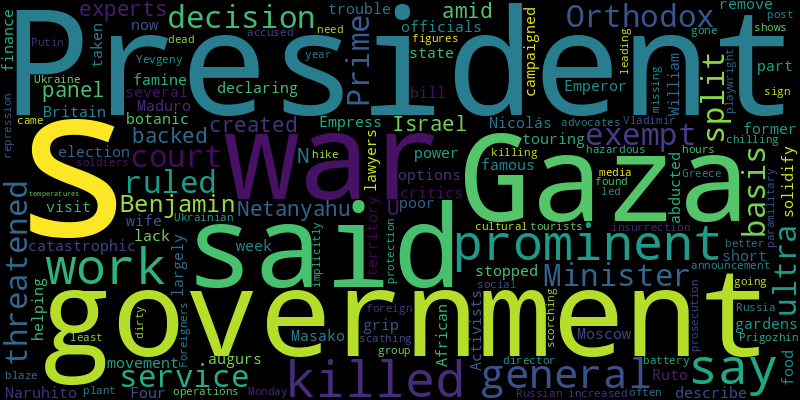 finance
President
experts
decision
trouble
amid
Orthodox
remove
now
need
officials
figures
campaigned
accused
gone
post
Putin
dead
Prime
state
leading
shows
taken
Yevgeny
year
Ukraine
famine
declaring
bill
Emperor
missing
William
part
panel
several
Maduro
split
playwright
sign
repression
came
Britain
botanic
Empress
Israel
Nicolás
advocates
Vladimir
former
created
exempt
chilling
election
backed
lawyers
hike
power
touring
hazardous
hours
S
soldiers
court
war
N
killing
famous
media
Gaza
abducted
Greece
basis
solidify
temperatures
ruled
options
found
led
paramilitary
threatened
visit
Benjamin
Netanyahu
critics
U
poor
Ukrainian
cultural
tourists
insurrection
wife
territory
protection
prominent
ultra
catastrophic
lack
week
implicitly
better
work
said
stopped
Minister
short
announcement
largely
social
going
helping
government
foreign
Russia
dirty
Foreigners
Masako
grip
African
Activists
scorching
Moscow
prosecution
gardens
least
scathing
Prigozhin
movement
augurs
group
director
battery
say
food
blaze
service
killed
general
Ruto
Naruhito
plant
Four
operations
Monday
Russian
increased
often
describe